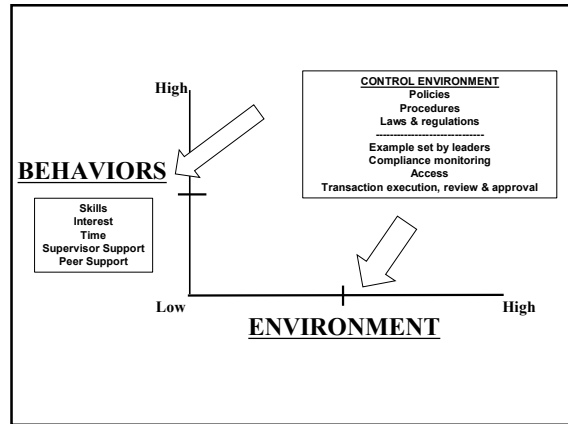 High
CONTROL ENVIRONMENT
Policies
Procedures
Laws & regulations
------------------------------
Example set by leaders
Compliance monitoring
Access
Transaction execution, review & approval
BEHAVIORS
Skills
Interest
Time
Supervisor Support
Peer Support
Low
High
ENVIRONMENT